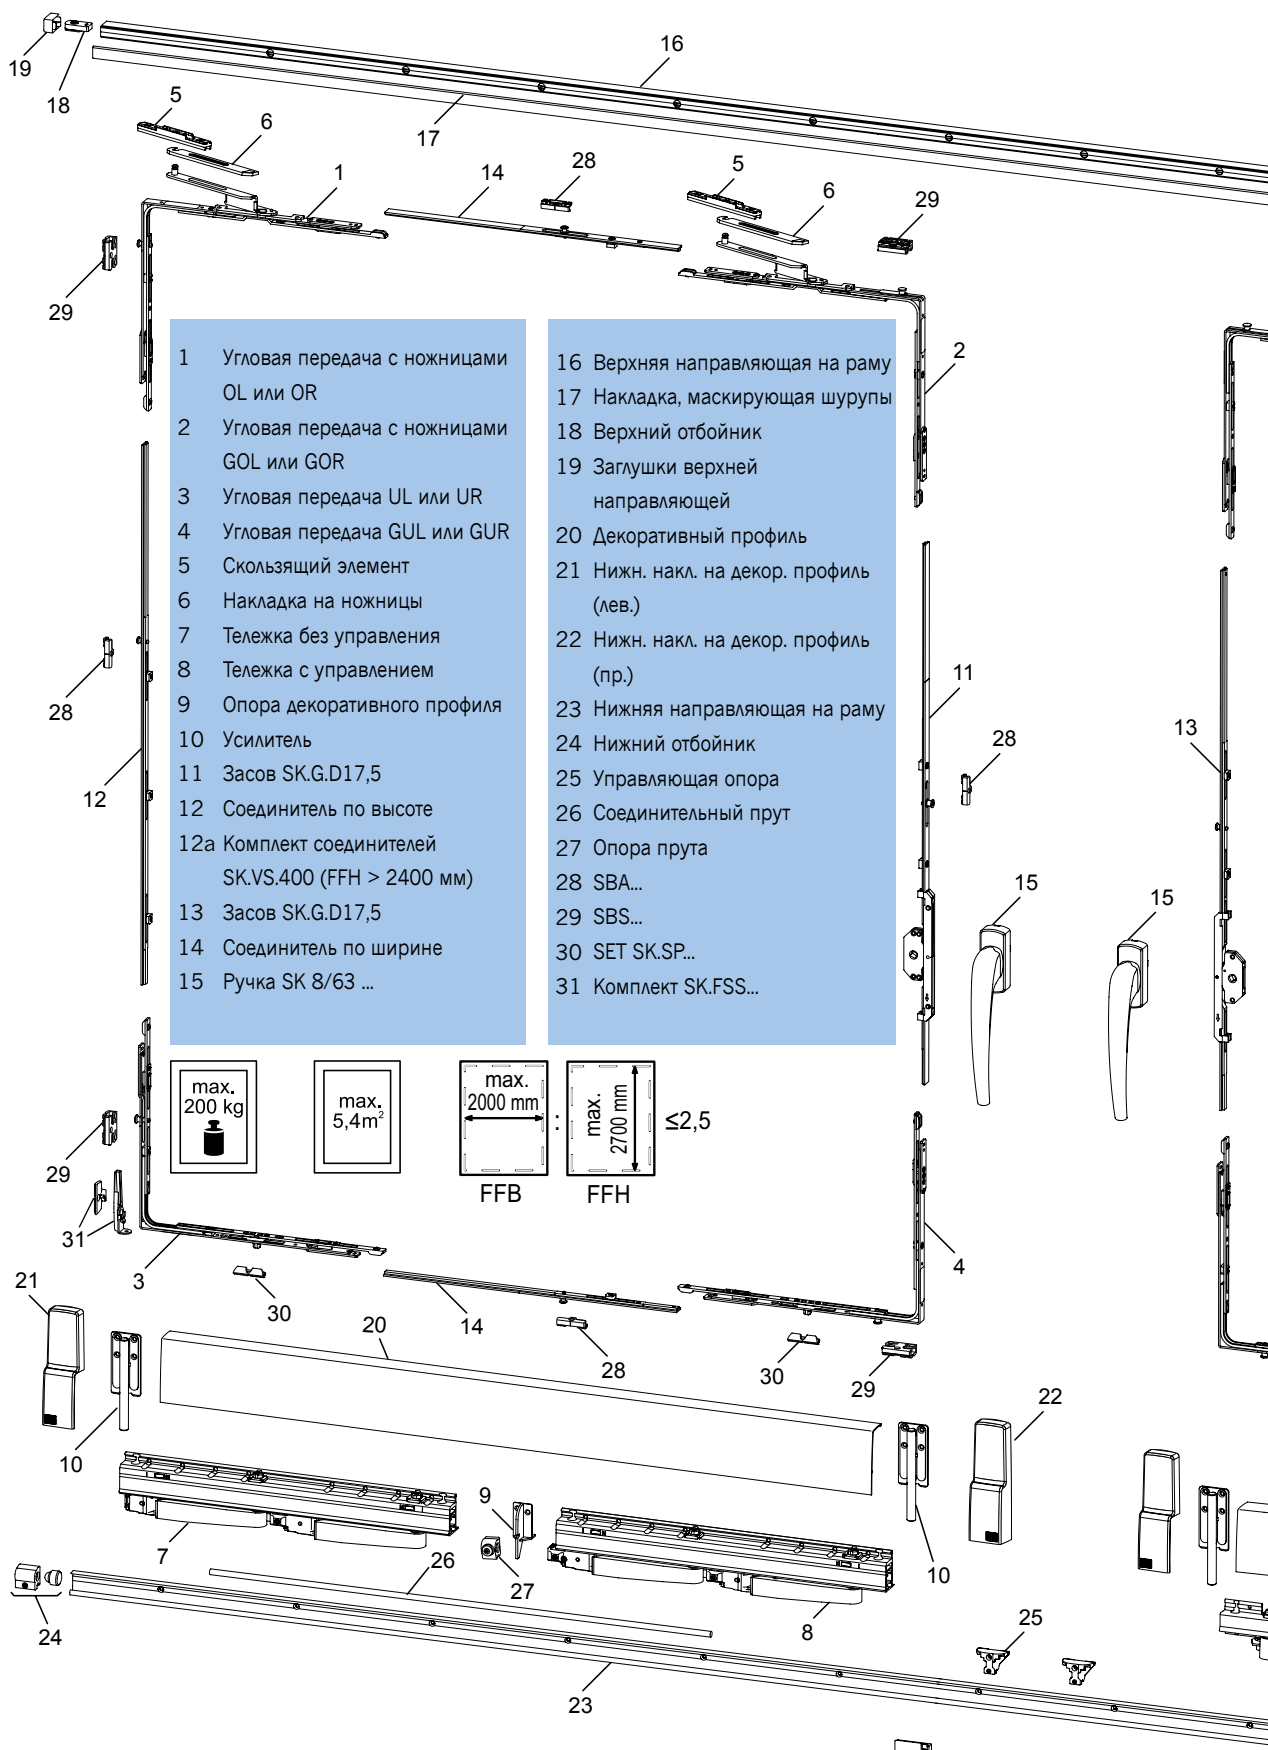 19
18
16
17
5
6
1
14
28
5
6
29
29
2
1 Угловая передача с ножницами
OL или OR
2 Угловая передача с ножницами
GOL или GOR
3 Угловая передача UL или UR
4 Угловая передача GUL или GUR
5 Скользящий элемент
6 Накладка на ножницы
7 Тележка без управления
8 Тележка с управлением
9 Опора декоративного профиля
10 Усилитель
11 Засов SK.G.D17,5
12 Соединитель по высоте
12a Комплект соединителей
SK.VS.400 (FFH > 2400 мм)
13 Засов SK.G.D17,5
14 Соединитель по ширине
15 Ручка SK 8/63 ...
16 Верхняя направляющая на раму
17 Накладка, маскирующая шурупы
18 Верхний отбойник
19 Заглушки верхней
направляющей
20 Декоративный профиль
21 Нижн. накл. на декор. профиль
(лев.)
22 Нижн. накл. на декор. профиль
(пр.)
23 Нижняя направляющая на раму
24 Нижний отбойник
25 Управляющая опора
26 Соединительный прут
27 Опора прута
28 SBA...
29 SBS...
30 SET SK.SP...
31 Комплект SK.FSS...
28
12
11
28
13
15
15
max.
200 kg
max.
5,4m²
max.
2000 mm
FFB
:
max.
2700 mm
FFH
≤2,5
29
31
3
30
14
28
30
29
4
21
20
10
22
10
7
26
9
27
8
24
23
25